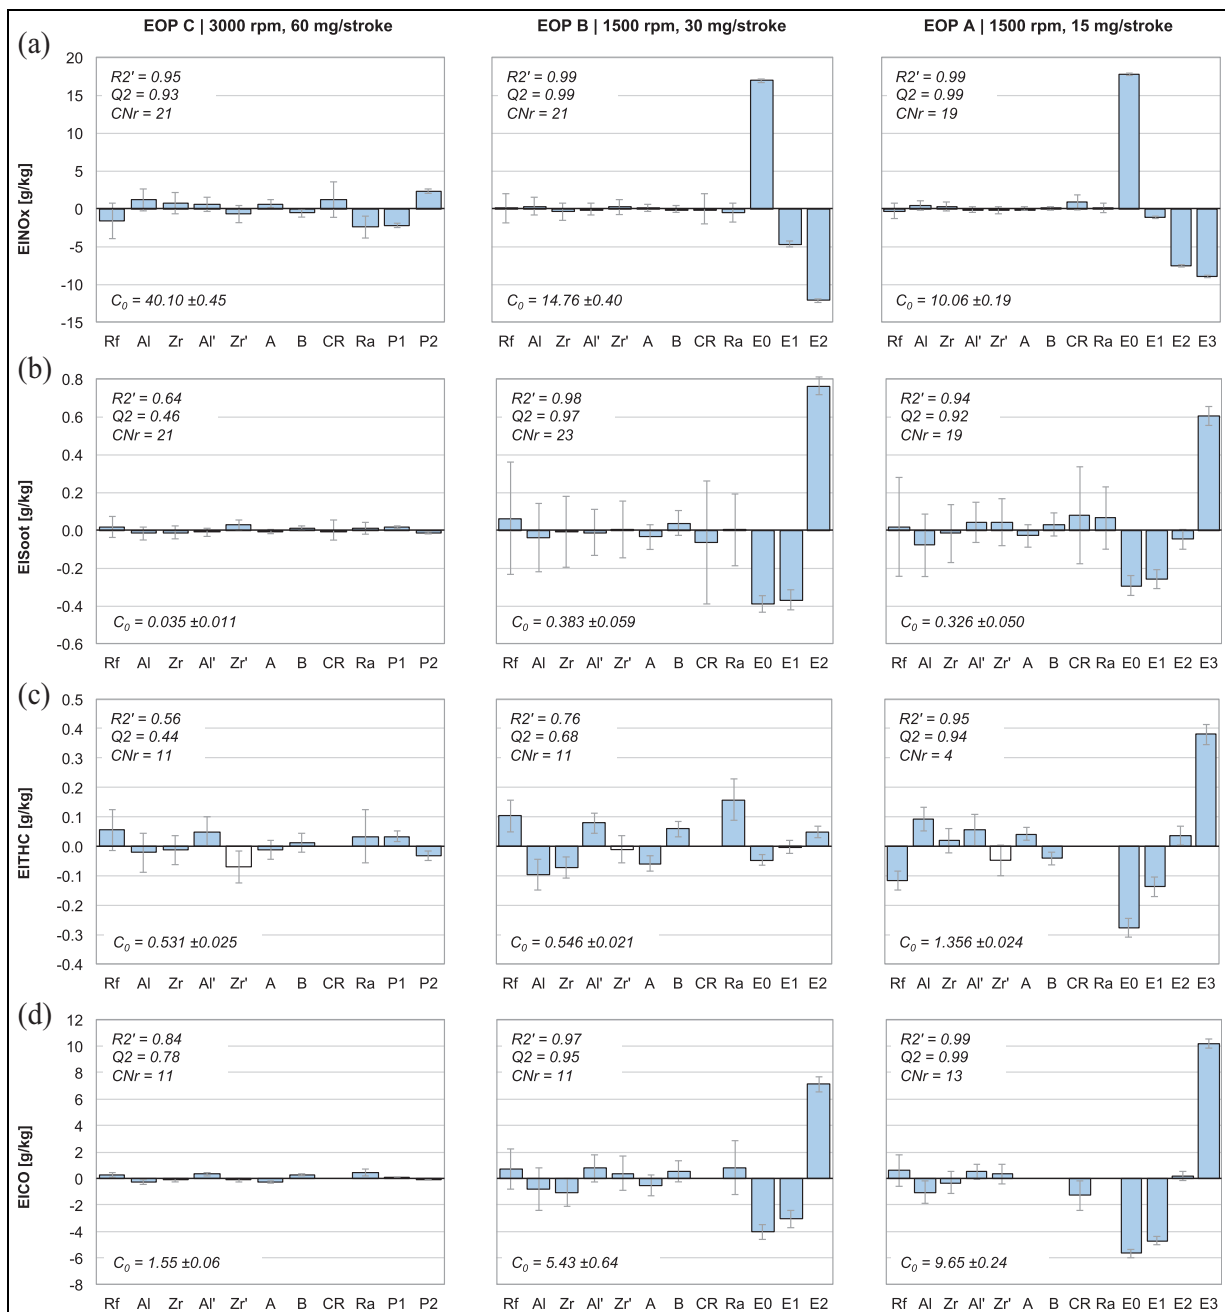 EOP C | 3000 rpm, 60 mg/stroke
EOP B | 1500 rpm, 30 mg/stroke
EOP A | 1500 rpm, 15 mg/stroke
(a)
EINOx [g/kg]
20
15
10
5
0
-5
-10
-15
R2' = 0.95
Q2 = 0.93
CNr = 21
C0 = 40.10 ±0.45
Rf Al Zr Al' Zr' A B CR Ra P1 P2
R2' = 0.99
Q2 = 0.99
CNr = 21
C0 = 14.76 ±0.40
Rf Al Zr Al' Zr' A B CR Ra E0 E1 E2
R2' = 0.99
Q2 = 0.99
CNr = 19
C0 = 10.06 ±0.19
Rf Al Zr Al' Zr' A B CR Ra E0 E1 E2 E3
(b)
EISoot [g/kg]
0.8
0.6
0.4
0.2
0.0
-0.2
-0.4
-0.6
R2' = 0.64
Q2 = 0.46
CNr = 21
C0 = 0.035 ±0.011
Rf Al Zr Al' Zr' A B CR Ra P1 P2
R2' = 0.98
Q2 = 0.97
CNr = 23
C0 = 0.383 ±0.059
Rf Al Zr Al' Zr' A B CR Ra E0 E1 E2
R2' = 0.94
Q2 = 0.92
CNr = 19
C0 = 0.326 ±0.050
Rf Al Zr Al' Zr' A B CR Ra E0 E1 E2 E3
(c)
EITHC [g/kg]
0.5
0.4
0.3
0.2
0.1
0.0
-0.1
-0.2
-0.3
-0.4
R2' = 0.56
Q2 = 0.44
CNr = 11
C0 = 0.531 ±0.025
Rf Al Zr Al' Zr' A B CR Ra P1 P2
R2' = 0.76
Q2 = 0.68
CNr = 11
C0 = 0.546 ±0.021
Rf Al Zr Al' Zr' A B CR Ra E0 E1 E2
R2' = 0.95
Q2 = 0.94
CNr = 4
C0 = 1.356 ±0.024
Rf Al Zr Al' Zr' A B CR Ra E0 E1 E2 E3
(d)
EICO [g/kg]
12
10
8
6
4
2
0
-2
-4
-6
-8
R2' = 0.84
Q2 = 0.78
CNr = 11
C0 = 1.55 ±0.06
Rf Al Zr Al' Zr' A B CR Ra P1 P2
R2' = 0.97
Q2 = 0.95
CNr = 11
C0 = 5.43 ±0.64
Rf Al Zr Al' Zr' A B CR Ra E0 E1 E2
R2' = 0.99
Q2 = 0.99
CNr = 13
C0 = 9.65 ±0.24
Rf Al Zr Al' Zr' A B CR Ra E0 E1 E2 E3